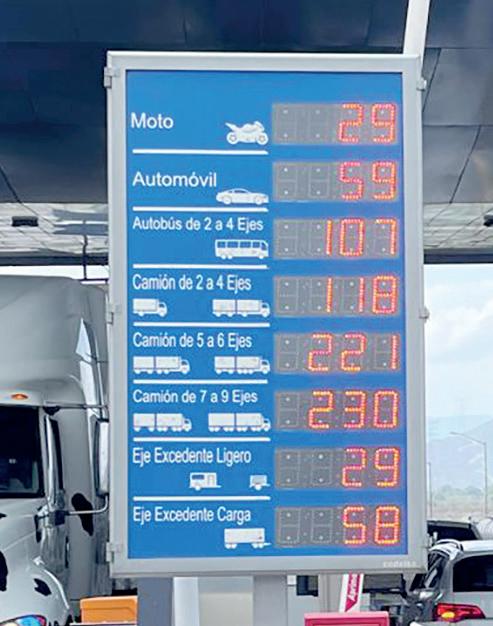 Moto 29
Automóvil 59
Autobús de 2 a 4 Ejes 107
Camión de 2 a 4 Ejes 118
Camión de 5 a 6 Ejes 221
Camión de 7 a 9 Ejes 230
Eje Excedente Ligero 29
Eje Excedente Carga 58